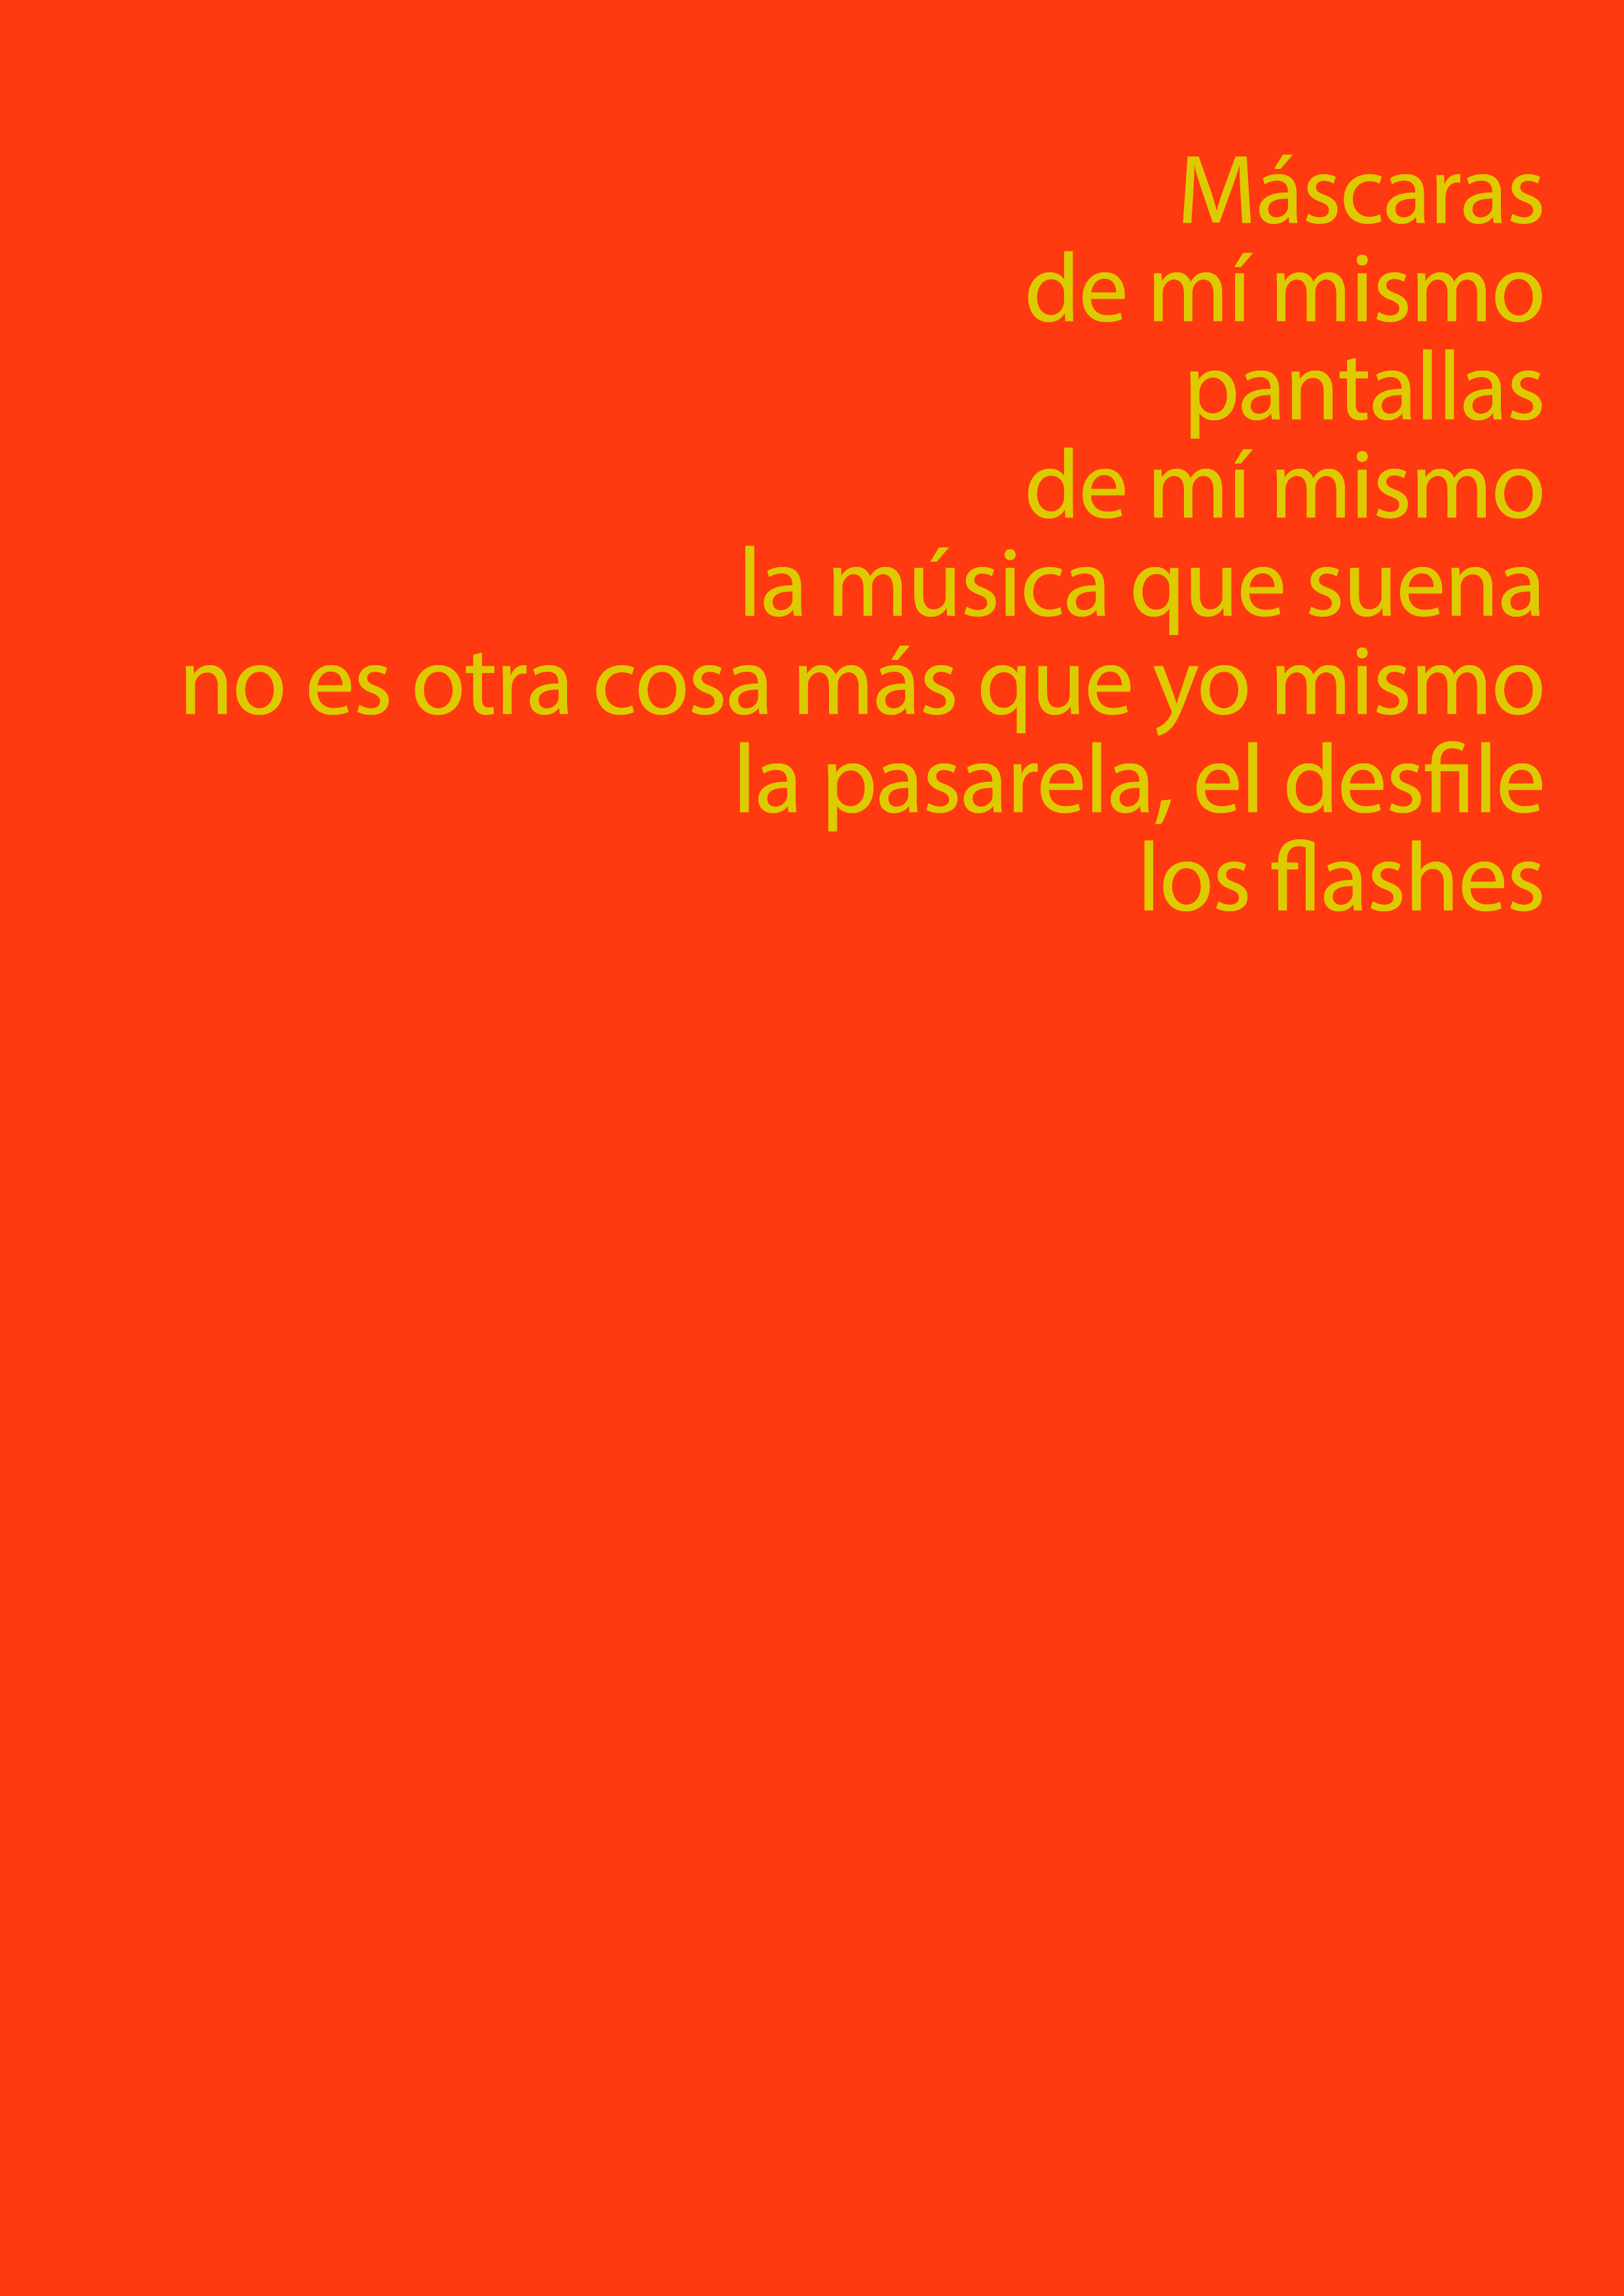 Máscaras
de mí mismo
pantallas
de mí mismo
la música que suena
no es otra cosa más que yo mismo
la pasarela, el desfile
los flashes